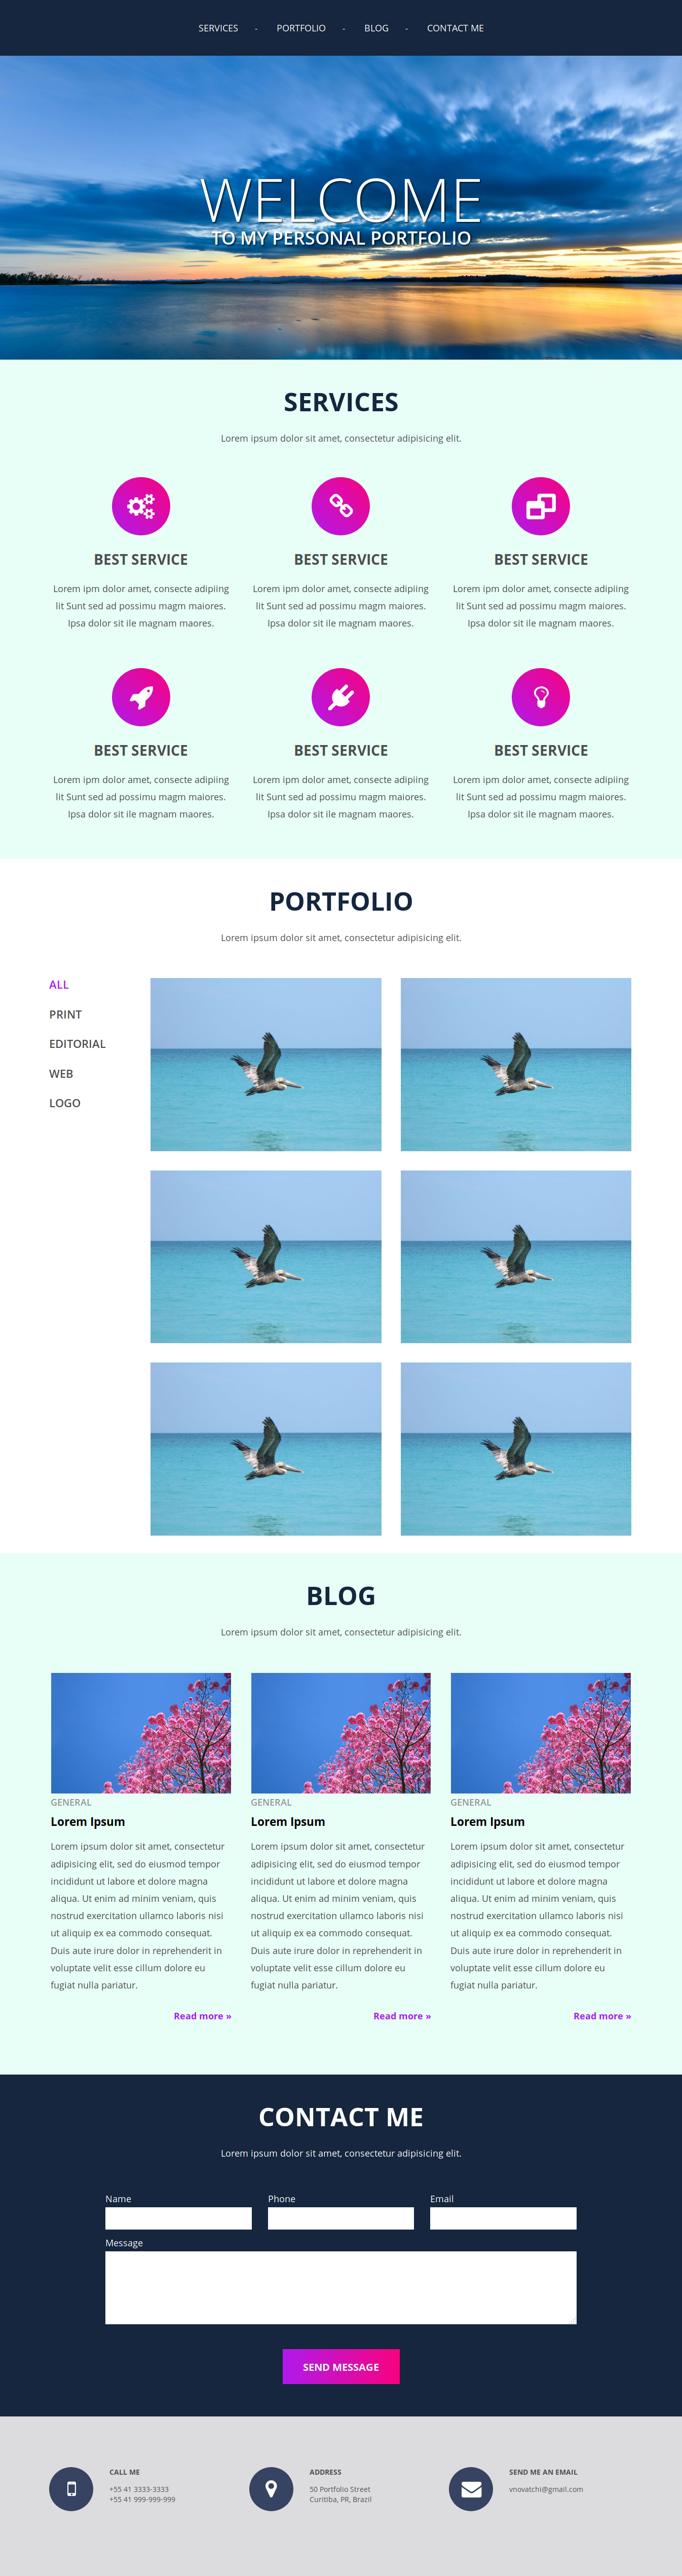 SERVICES - PORTFOLIO - BLOG - CONTACT ME
WELCOME
TO MY PERSONAL PORTFOLIO
SERVICES
Lorem ipsum dolor sit amet, consectetur adipisicing elit.
BEST SERVICE
Lorem ipm dolor amet, consecte adipiing
lit Sunt sed ad possimu magm maiores.
Ipsa dolor sit ile magnam maores.
BEST SERVICE
Lorem ipm dolor amet, consecte adipiing
lit Sunt sed ad possimu magm maiores.
Ipsa dolor sit ile magnam maores.
BEST SERVICE
Lorem ipm dolor amet, consecte adipiing
lit Sunt sed ad possimu magm maiores.
Ipsa dolor sit ile magnam maores.
BEST SERVICE
Lorem ipm dolor amet, consecte adipiing
lit Sunt sed ad possimu magm maiores.
Ipsa dolor sit ile magnam maores.
BEST SERVICE
Lorem ipm dolor amet, consecte adipiing
lit Sunt sed ad possimu magm maiores.
Ipsa dolor sit ile magnam maores.
BEST SERVICE
Lorem ipm dolor amet, consecte adipiing
lit Sunt sed ad possimu magm maiores.
Ipsa dolor sit ile magnam maores.
PORTFOLIO
Lorem ipsum dolor sit amet, consectetur adipisicing elit.
ALL
PRINT
EDITORIAL
WEB
LOGO
BLOG
Lorem ipsum dolor sit amet, consectetur adipisicing elit.
GENERAL
Lorem Ipsum
Lorem ipsum dolor sit amet, consectetur
adipisicing elit, sed do eiusmod tempor
incididunt ut labore et dolore magna
aliqua. Ut enim ad minim veniam, quis
nostrud exercitation ullamco laboris nisi
ut aliquip ex ea commodo consequat.
Duis aute irure dolor in reprehenderit in
voluptate velit esse cillum dolore eu
fugiat nulla pariatur.
Read more »
GENERAL
Lorem Ipsum
Lorem ipsum dolor sit amet, consectetur
adipisicing elit, sed do eiusmod tempor
incididunt ut labore et dolore magna
aliqua. Ut enim ad minim veniam, quis
nostrud exercitation ullamco laboris nisi
ut aliquip ex ea commodo consequat.
Duis aute irure dolor in reprehenderit in
voluptate velit esse cillum dolore eu
fugiat nulla pariatur.
Read more »
GENERAL
Lorem Ipsum
Lorem ipsum dolor sit amet, consectetur
adipisicing elit, sed do eiusmod tempor
incididunt ut labore et dolore magna
aliqua. Ut enim ad minim veniam, quis
nostrud exercitation ullamco laboris nisi
ut aliquip ex ea commodo consequat.
Duis aute irure dolor in reprehenderit in
voluptate velit esse cillum dolore eu
fugiat nulla pariatur.
Read more »
CONTACT ME
Lorem ipsum dolor sit amet, consectetur adipisicing elit.
Name
Phone
Email
Message
SEND MESSAGE
CALL ME
+55 41 3333-3333
+55 41 999-999-999
ADDRESS
50 Portfolio Street
Curitiba, PR, Brazil
SEND ME AN EMAIL
vnovatchi@gmail.com